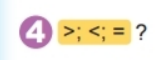 4 >; <; = ?